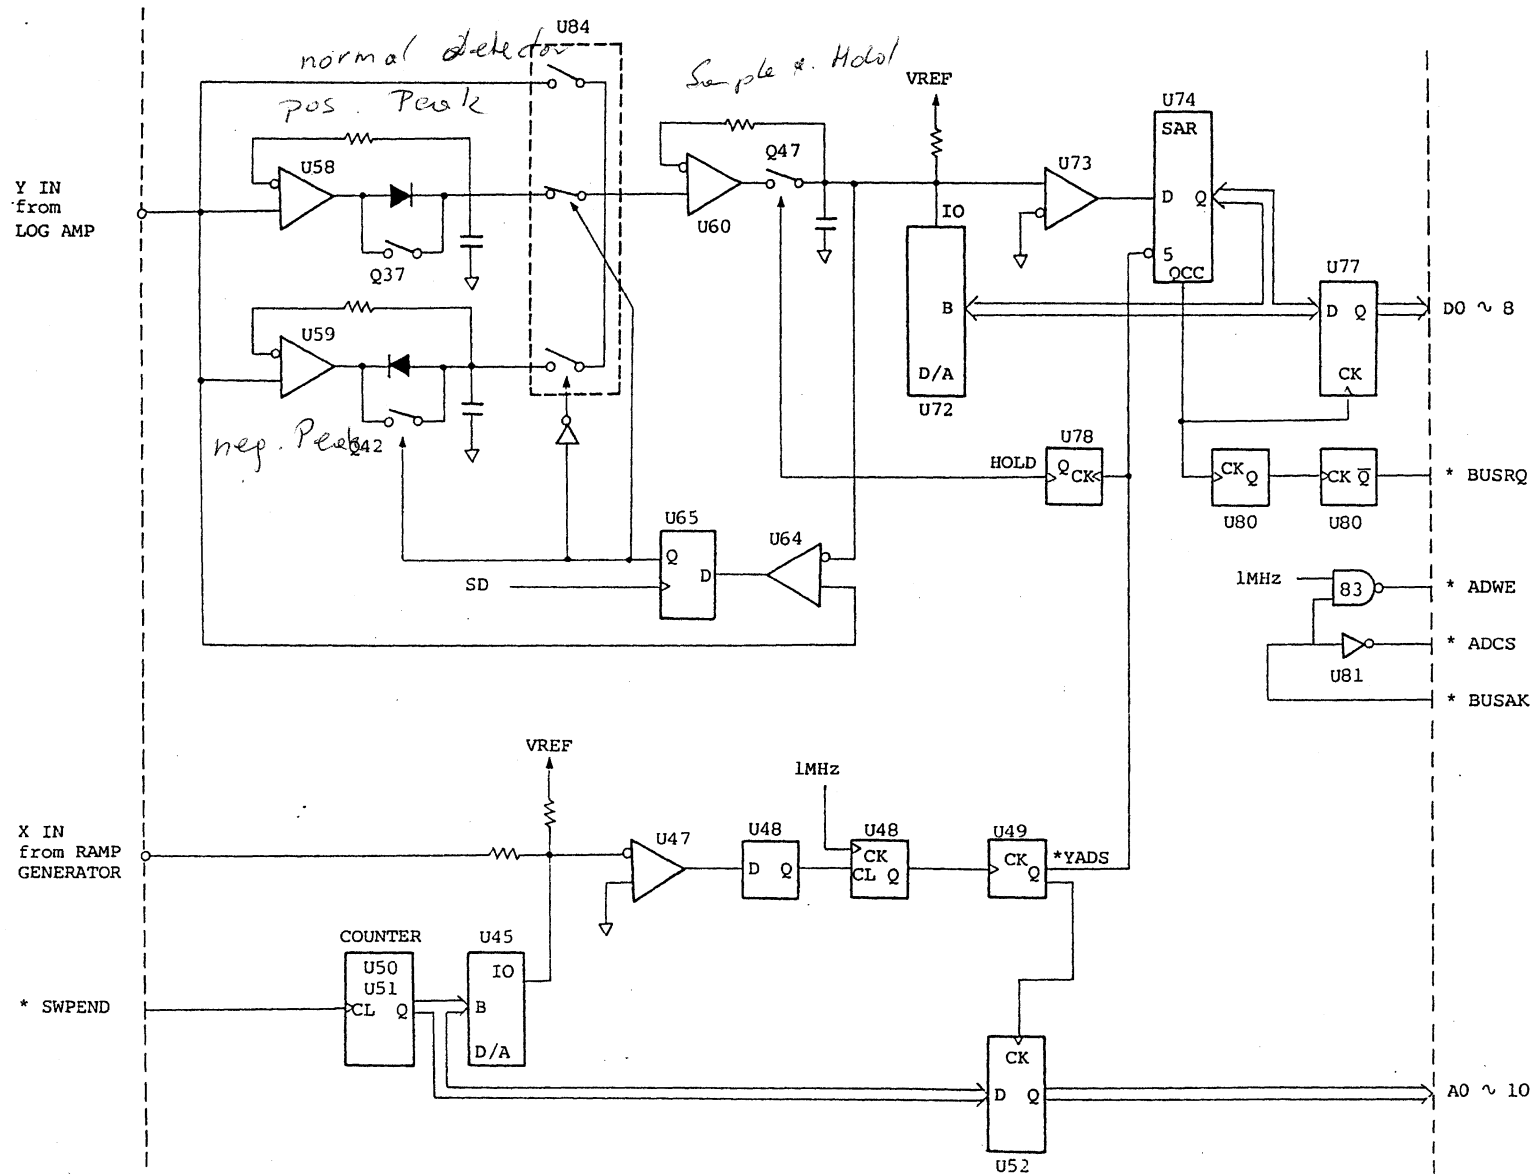 U84
normal detector
pos. Peak
Sample & Hold
VREF
U74
SAR
U58
Q47
U73
Y IN
from
LOG AMP
D Q
U60
IO
Q37
5
OCC
U77
B
D Q
D0 ~ 8
U59
D/A
CK
U72
neg. Peak
Q42
U78
HOLD
Q CK
CK Q
CK Q̅
* BUSRQ
U80
U80
U65
U64
Q
D
SD
1MHz
83
* ADWE
* ADCS
U81
* BUSAK
VREF
1MHz
X IN
from RAMP
GENERATOR
U47
U48
U48
U49
*YADS
D Q
CK
CL Q
CK
Q
COUNTER
U45
U50
U51
IO
* SWPEND
CL Q
B
D/A
CK
D Q
A0 ~ 10
U52